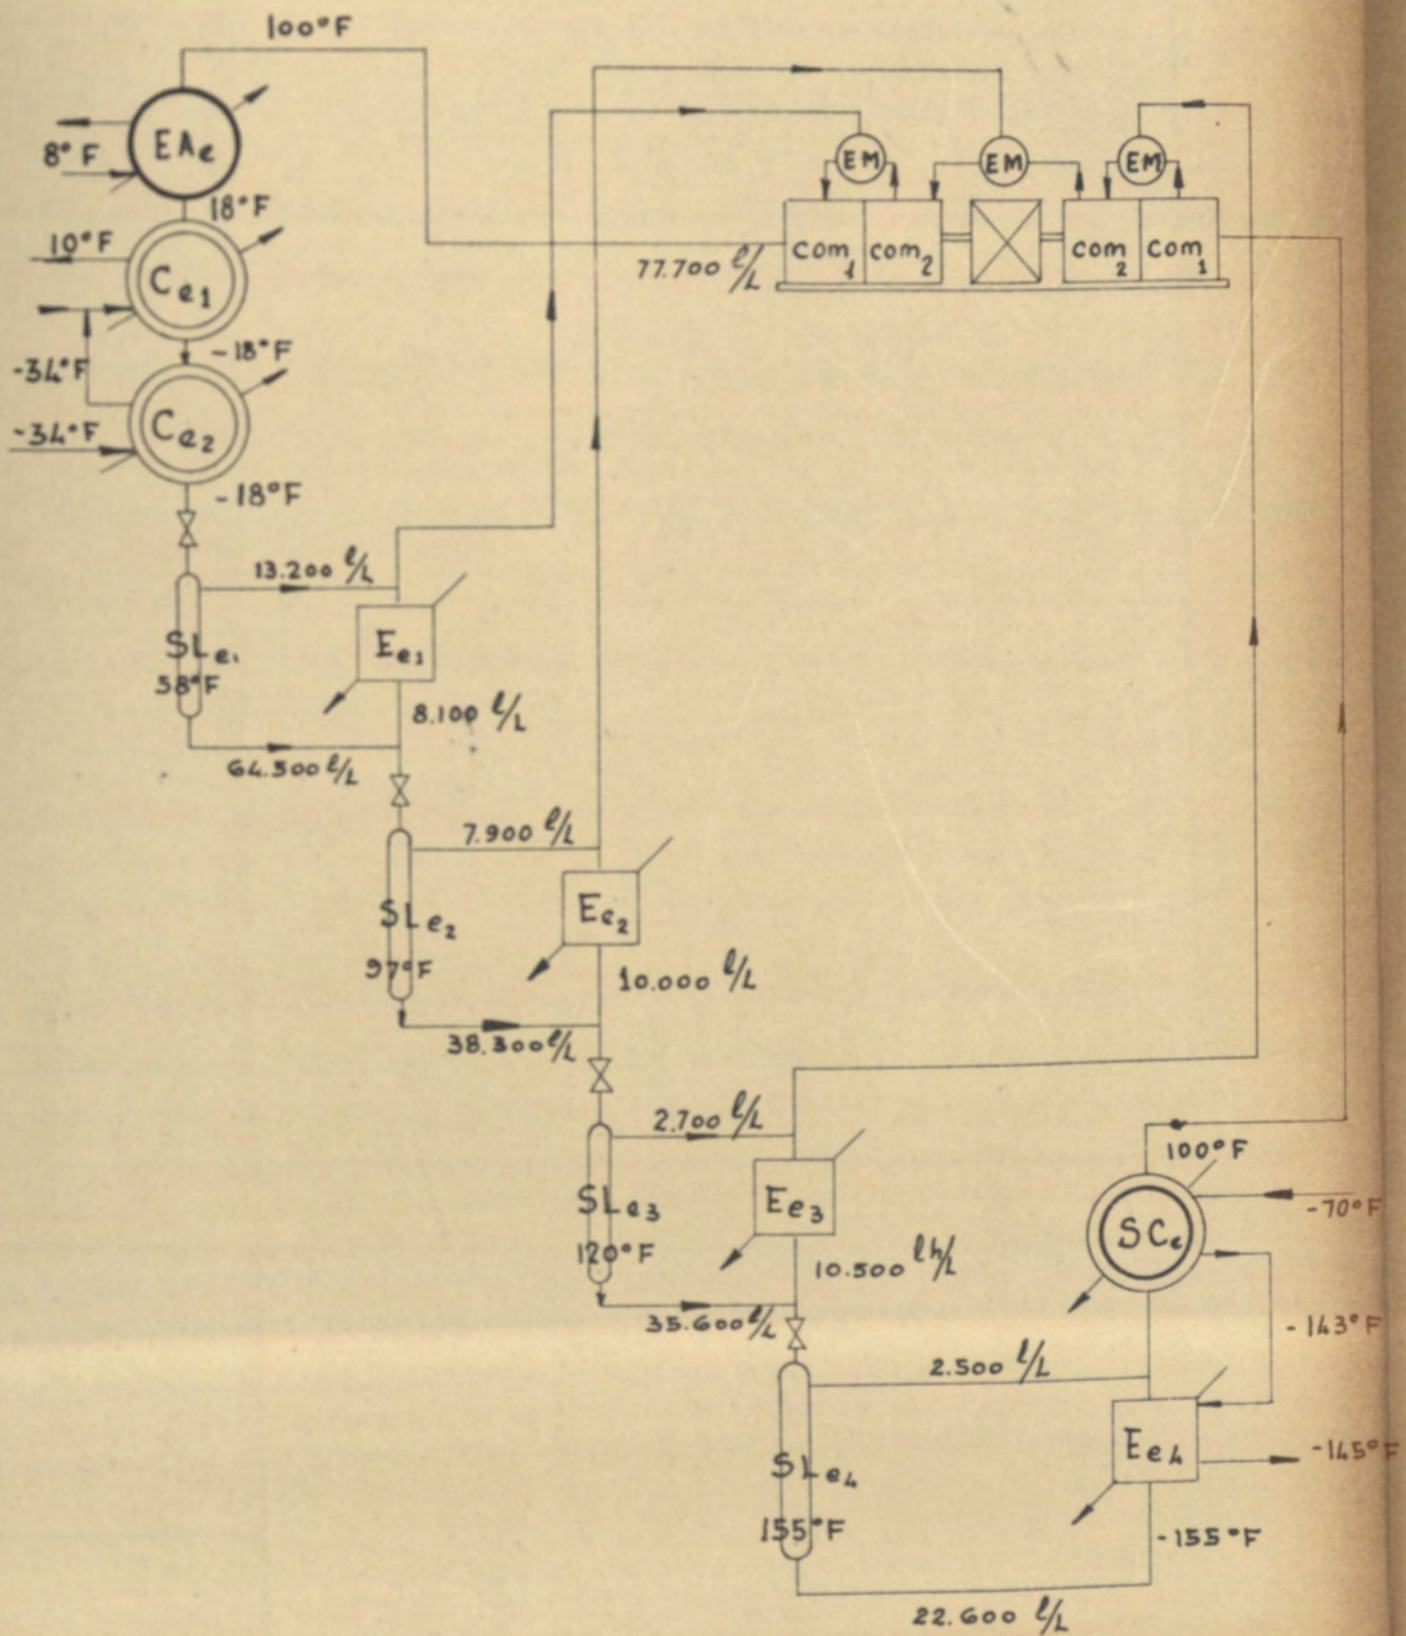 100°F
EAe
8°F
18°F
10°F
Ce1
-18°F
-34°F
Ce2
-34°F
-18°F
EM
EM
EM
com1
com2
com2
com1
77.700 l/L
13.200 l/L
SLe1
58°F
Ee1
8.100 l/L
64.500 l/L
7.900 l/L
SLe2
97°F
Ee2
10.000 l/L
38.300 l/L
2.700 l/L
SLe3
120°F
Ee3
10.500 lh/L
35.600 l/L
100°F
-70°F
SCe
-143°F
2.500 l/L
SLe4
155°F
Ee4
-145°F
-155°F
22.600 l/L